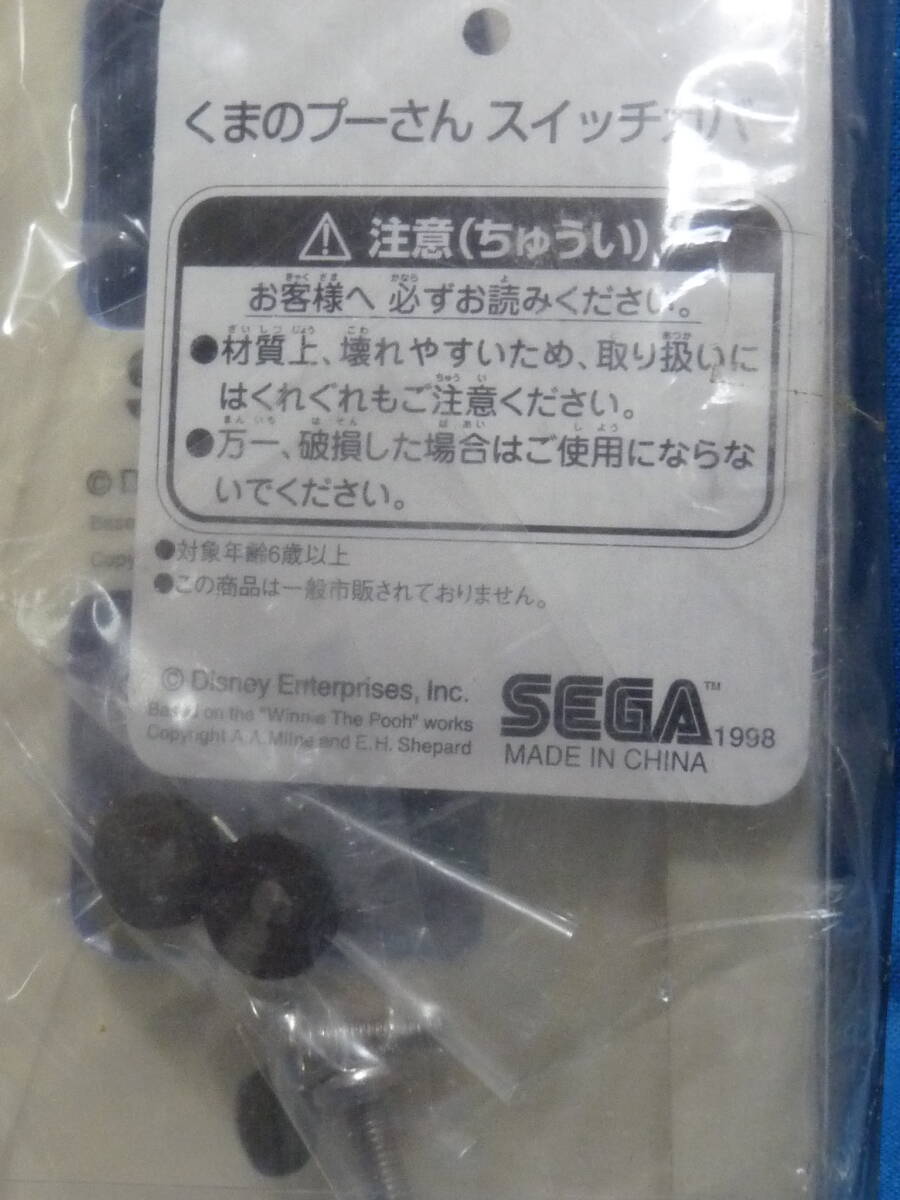 くまのプーさん スイッチカバ
⚠ 注意(ちゅうい)
お客様へ 必ずお読みください。
●材質上、壊れやすいため、取り扱いに
はくれぐれもご注意ください。
●万一、破損した場合はご使用にならな
いでください。
●対象年齢6歳以上
●この商品は一般市販されておりません。
© Disney Enterprises, Inc.
Based on the "Winnie The Pooh" works
Copyright A.A.Milne and E.H. Shepard
SEGA™ 1998
MADE IN CHINA
© D
Base
Copy